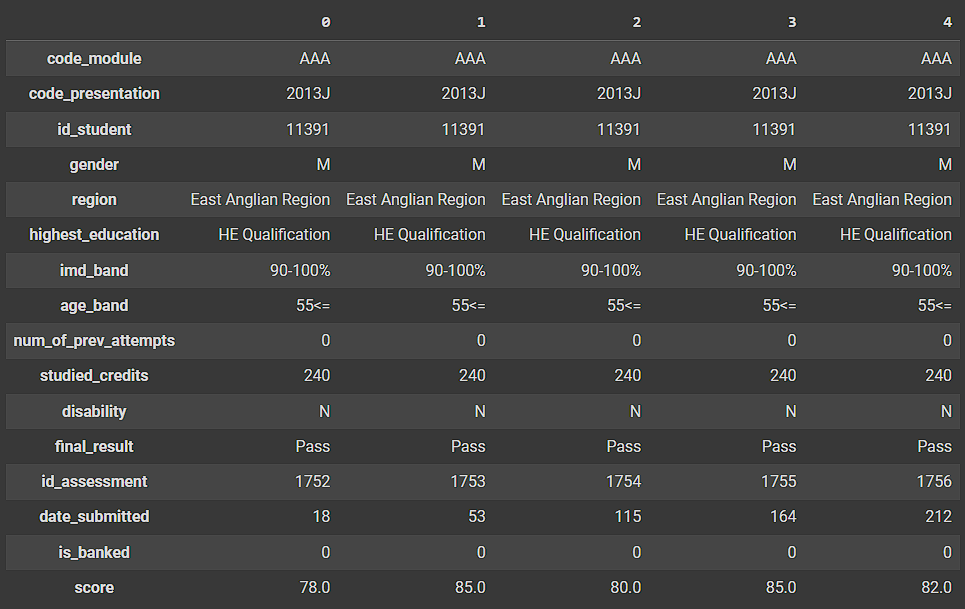 0 1 2 3 4
code_module AAA AAA AAA AAA AAA
code_presentation 2013J 2013J 2013J 2013J 2013J
id_student 11391 11391 11391 11391 11391
gender M M M M M
region East Anglian Region East Anglian Region East Anglian Region East Anglian Region East Anglian Region
highest_education HE Qualification HE Qualification HE Qualification HE Qualification HE Qualification
imd_band 90-100% 90-100% 90-100% 90-100% 90-100%
age_band 55<= 55<= 55<= 55<= 55<=
num_of_prev_attempts 0 0 0 0 0
studied_credits 240 240 240 240 240
disability N N N N N
final_result Pass Pass Pass Pass Pass
id_assessment 1752 1753 1754 1755 1756
date_submitted 18 53 115 164 212
is_banked 0 0 0 0 0
score 78.0 85.0 80.0 85.0 82.0